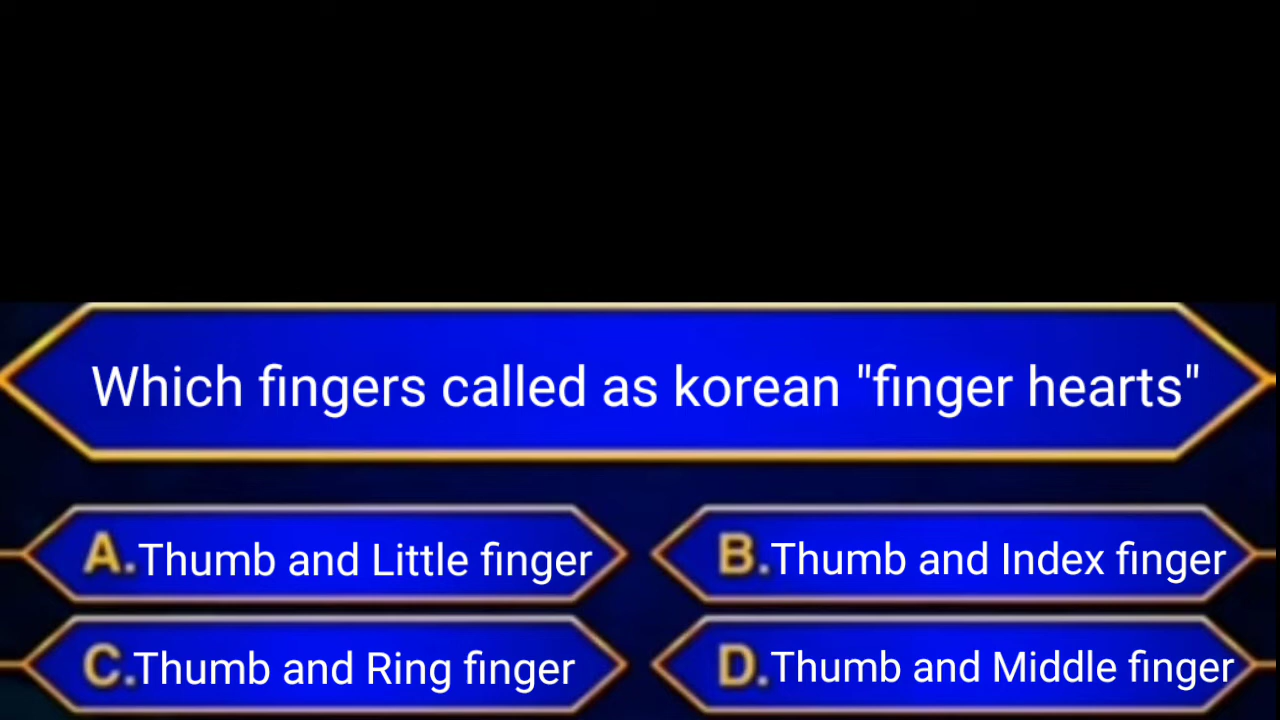 Which fingers called as korean "finger hearts"
A.Thumb and Little finger
B.Thumb and Index finger
C.Thumb and Ring finger
D.Thumb and Middle finger